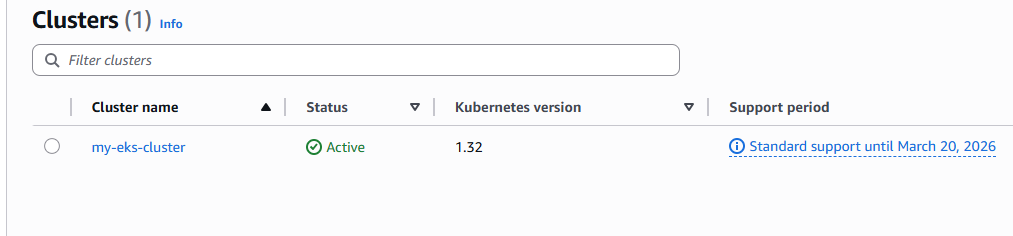 Clusters (1) Info
Filter clusters
Cluster name Status Kubernetes version Support period
my-eks-cluster Active 1.32 Standard support until March 20, 2026